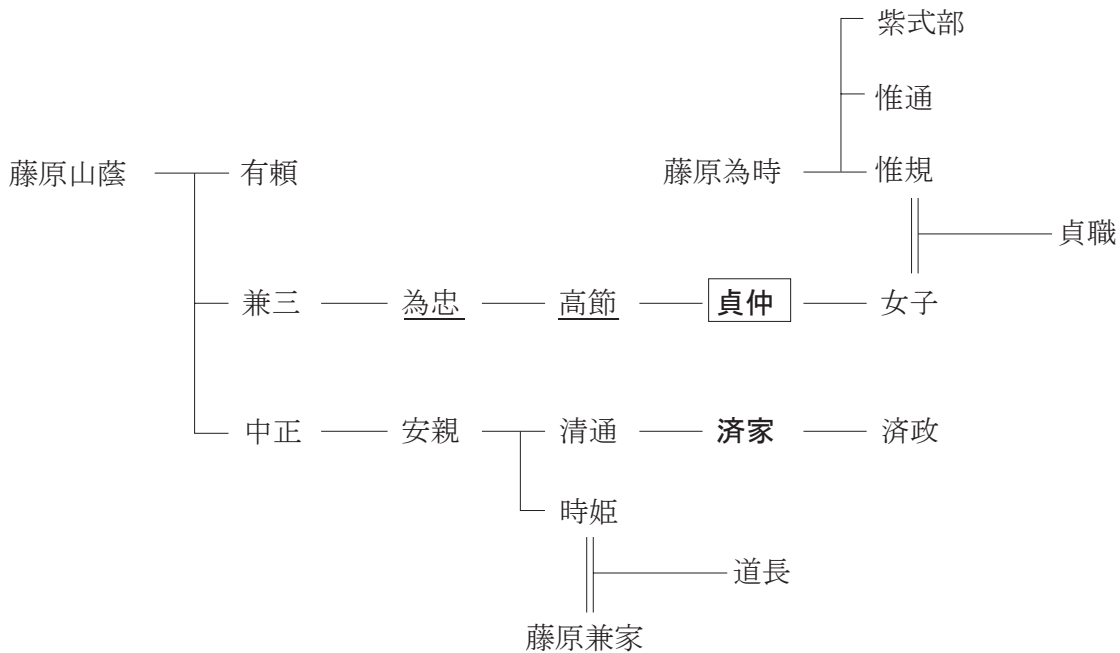 紫式部
惟通
藤原山蔭 有頼 藤原為時 惟規
貞職
兼三 為忠 高節 貞仲 女子
中正 安親 清通 済家 済政
時姫
道長
藤原兼家